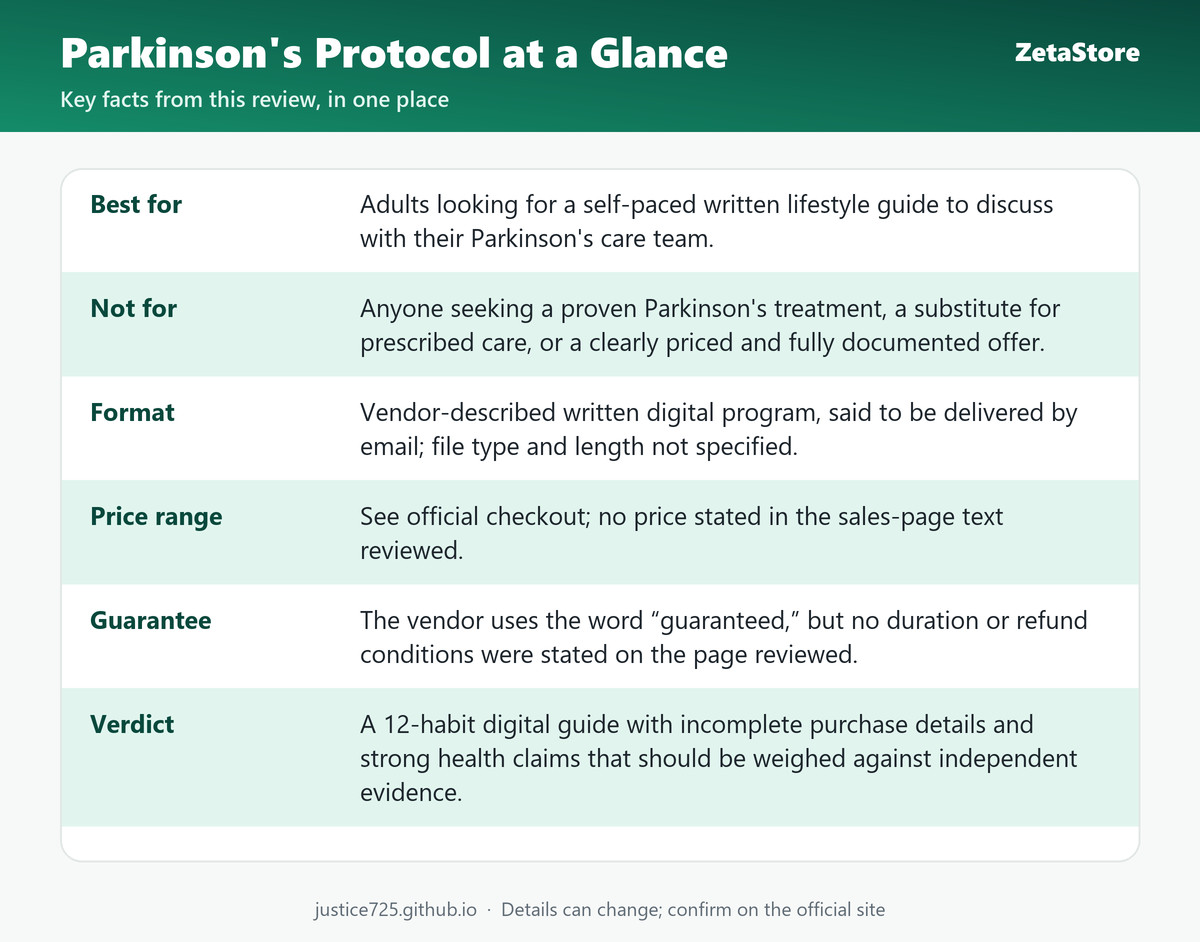 Parkinson's Protocol at a Glance
ZetaStore
Key facts from this review, in one place
Best for
Adults looking for a self-paced written lifestyle guide to discuss
with their Parkinson's care team.
Not for
Anyone seeking a proven Parkinson's treatment, a substitute for
prescribed care, or a clearly priced and fully documented offer.
Format
Vendor-described written digital program, said to be delivered by
email; file type and length not specified.
Price range
See official checkout; no price stated in the sales-page text
reviewed.
Guarantee
The vendor uses the word “guaranteed,” but no duration or refund
conditions were stated on the page reviewed.
Verdict
A 12-habit digital guide with incomplete purchase details and
strong health claims that should be weighed against independent
evidence.
justice725.github.io · Details can change; confirm on the official site